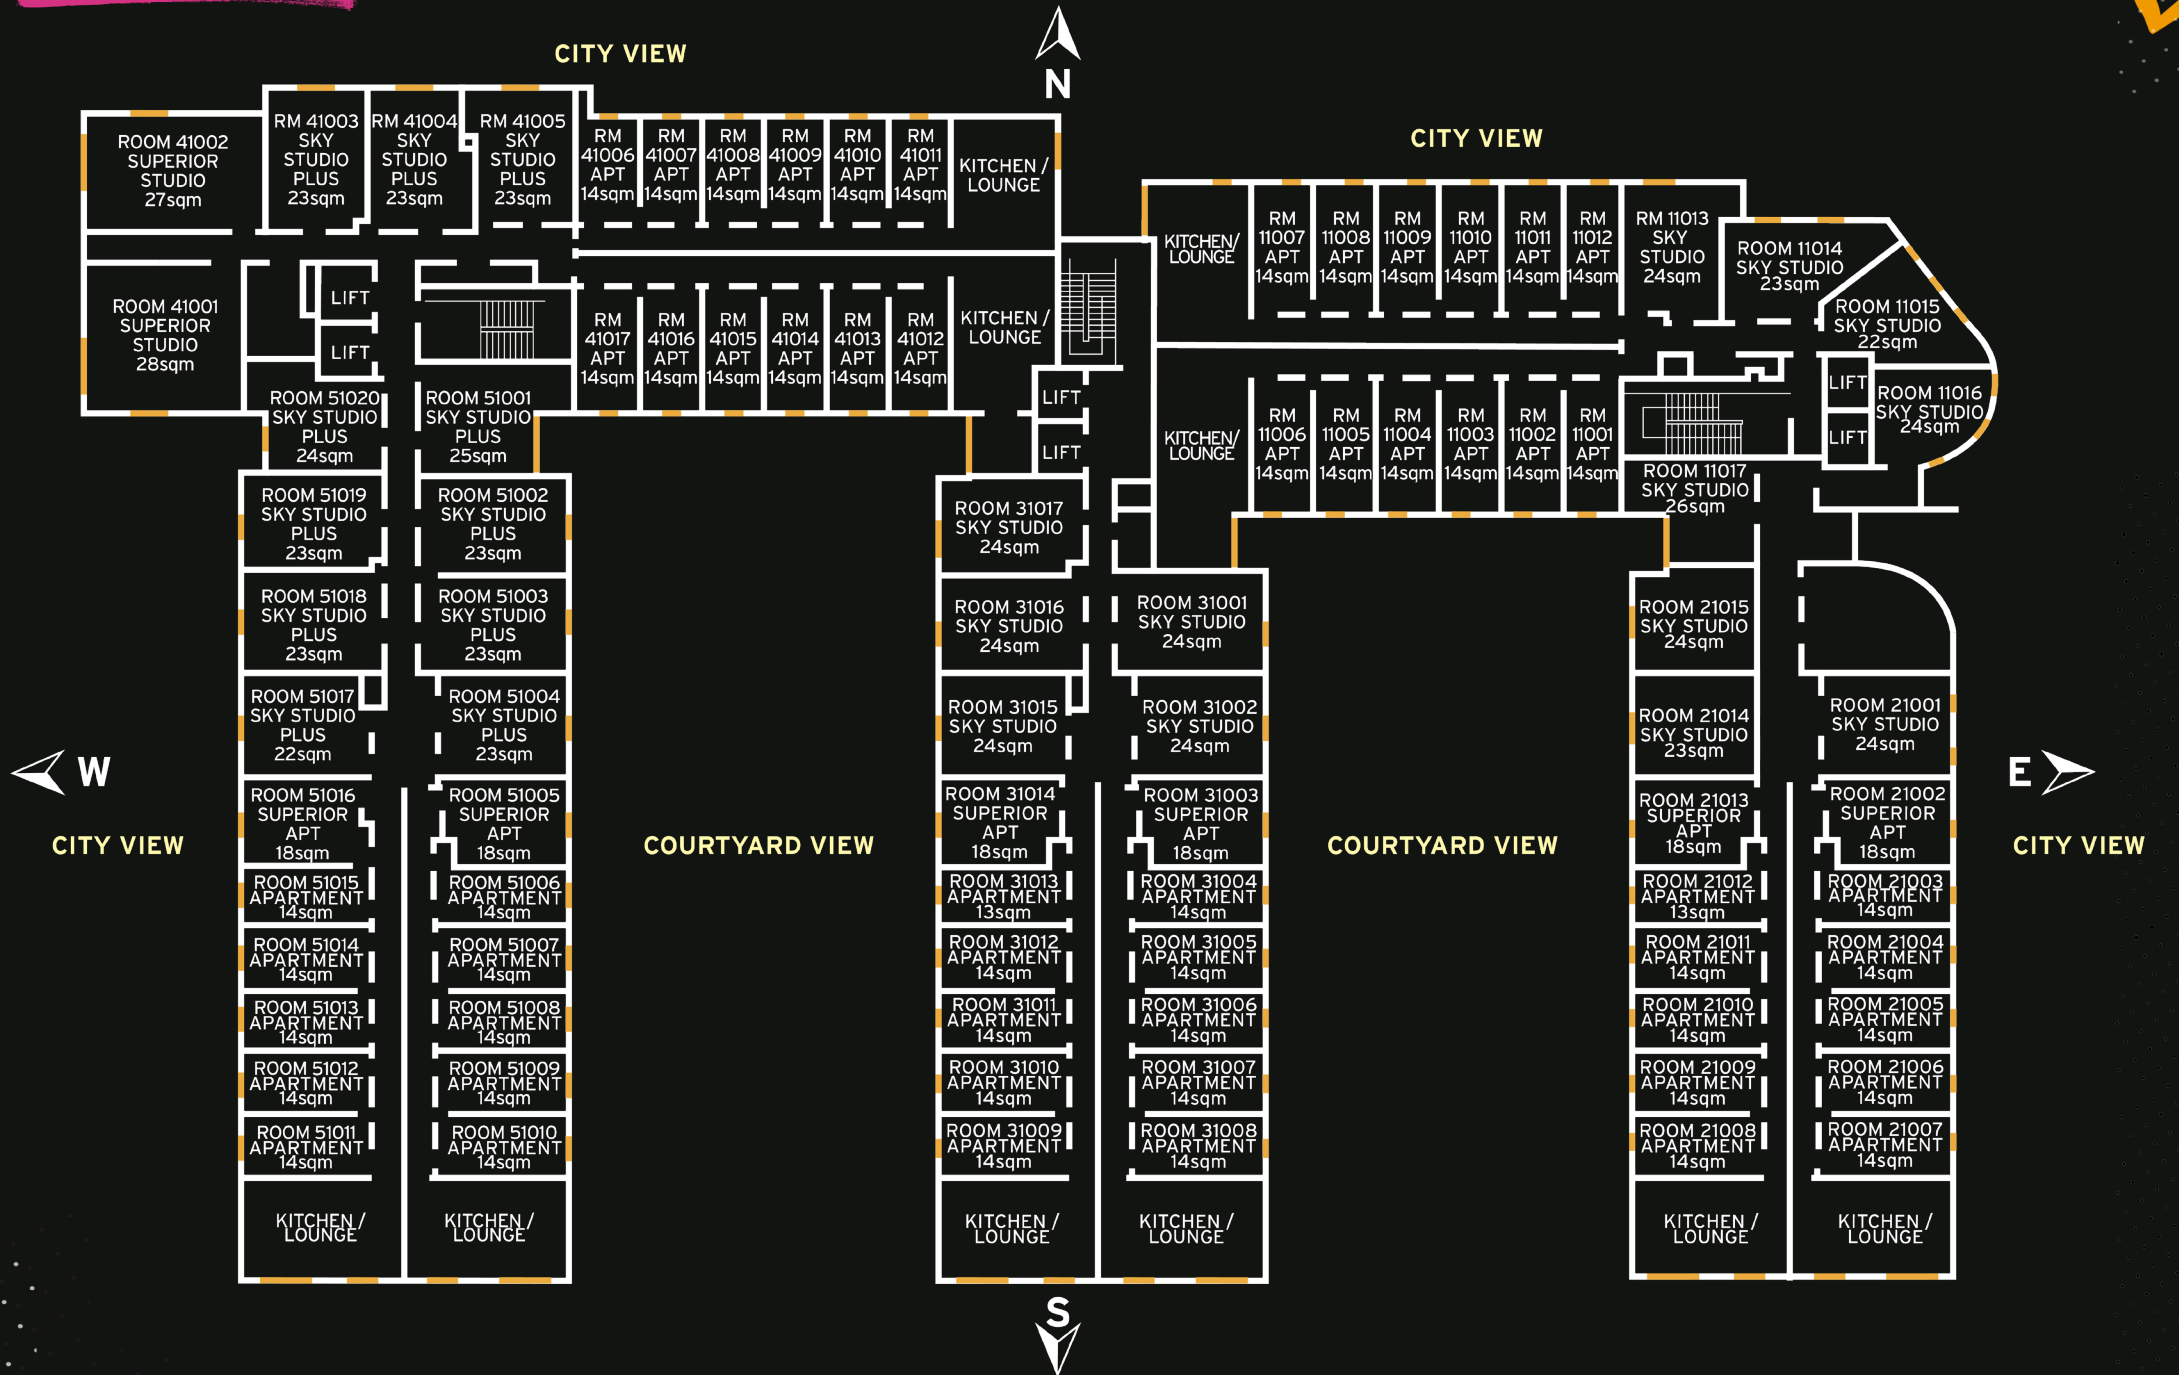 CITY VIEW
N
CITY VIEW
ROOM 41002
SUPERIOR
STUDIO
27sqm
RM 41003
SKY
STUDIO
PLUS
23sqm
RM 41004
SKY
STUDIO
PLUS
23sqm
RM 41005
SKY
STUDIO
PLUS
23sqm
RM
41006
APT
14sqm
RM
41007
APT
14sqm
RM
41008
APT
14sqm
RM
41009
APT
14sqm
RM
41010
APT
14sqm
RM
41011
APT
14sqm
KITCHEN /
LOUNGE
ROOM 41001
SUPERIOR
STUDIO
28sqm
LIFT
LIFT
RM
41017
APT
14sqm
RM
41016
APT
14sqm
RM
41015
APT
14sqm
RM
41014
APT
14sqm
RM
41013
APT
14sqm
RM
41012
APT
14sqm
KITCHEN /
LOUNGE
LIFT
LIFT
KITCHEN/
LOUNGE
RM
11007
APT
14sqm
RM
11008
APT
14sqm
RM
11009
APT
14sqm
RM
11010
APT
14sqm
RM
11011
APT
14sqm
RM
11012
APT
14sqm
RM 11013
SKY
STUDIO
24sqm
ROOM 11014
SKY STUDIO
23sqm
ROOM 11015
SKY STUDIO
22sqm
ROOM 11016
SKY STUDIO
24sqm
LIFT
LIFT
KITCHEN/
LOUNGE
RM
11006
APT
14sqm
RM
11005
APT
14sqm
RM
11004
APT
14sqm
RM
11003
APT
14sqm
RM
11002
APT
14sqm
RM
11001
APT
14sqm
ROOM 11017
SKY STUDIO
26sqm
ROOM 51020
SKY STUDIO
PLUS
24sqm
ROOM 51001
SKY STUDIO
PLUS
25sqm
ROOM 51019
SKY STUDIO
PLUS
23sqm
ROOM 51002
SKY STUDIO
PLUS
23sqm
ROOM 51018
SKY STUDIO
PLUS
23sqm
ROOM 51003
SKY STUDIO
PLUS
23sqm
ROOM 51017
SKY STUDIO
PLUS
22sqm
ROOM 51004
SKY STUDIO
PLUS
23sqm
ROOM 51016
SUPERIOR
APT
18sqm
ROOM 51005
SUPERIOR
APT
18sqm
ROOM 51015
APARTMENT
14sqm
ROOM 51006
APARTMENT
14sqm
ROOM 51014
APARTMENT
14sqm
ROOM 51007
APARTMENT
14sqm
ROOM 51013
APARTMENT
14sqm
ROOM 51008
APARTMENT
14sqm
ROOM 51012
APARTMENT
14sqm
ROOM 51009
APARTMENT
14sqm
ROOM 51011
APARTMENT
14sqm
ROOM 51010
APARTMENT
14sqm
KITCHEN /
LOUNGE
KITCHEN /
LOUNGE
W
CITY VIEW
COURTYARD VIEW
ROOM 31017
SKY STUDIO
24sqm
ROOM 31016
SKY STUDIO
24sqm
ROOM 31001
SKY STUDIO
24sqm
ROOM 31015
SKY STUDIO
24sqm
ROOM 31002
SKY STUDIO
24sqm
ROOM 31014
SUPERIOR
APT
18sqm
ROOM 31003
SUPERIOR
APT
18sqm
ROOM 31013
APARTMENT
13sqm
ROOM 31004
APARTMENT
14sqm
ROOM 31012
APARTMENT
14sqm
ROOM 31005
APARTMENT
14sqm
ROOM 31011
APARTMENT
14sqm
ROOM 31006
APARTMENT
14sqm
ROOM 31010
APARTMENT
14sqm
ROOM 31007
APARTMENT
14sqm
ROOM 31009
APARTMENT
14sqm
ROOM 31008
APARTMENT
14sqm
KITCHEN /
LOUNGE
KITCHEN /
LOUNGE
COURTYARD VIEW
ROOM 21015
SKY STUDIO
24sqm
ROOM 21014
SKY STUDIO
23sqm
ROOM 21001
SKY STUDIO
24sqm
ROOM 21013
SUPERIOR
APT
18sqm
ROOM 21002
SUPERIOR
APT
18sqm
ROOM 21012
APARTMENT
13sqm
ROOM 21003
APARTMENT
14sqm
ROOM 21011
APARTMENT
14sqm
ROOM 21004
APARTMENT
14sqm
ROOM 21010
APARTMENT
14sqm
ROOM 21005
APARTMENT
14sqm
ROOM 21009
APARTMENT
14sqm
ROOM 21006
APARTMENT
14sqm
ROOM 21008
APARTMENT
14sqm
ROOM 21007
APARTMENT
14sqm
KITCHEN /
LOUNGE
KITCHEN /
LOUNGE
E
CITY VIEW
S